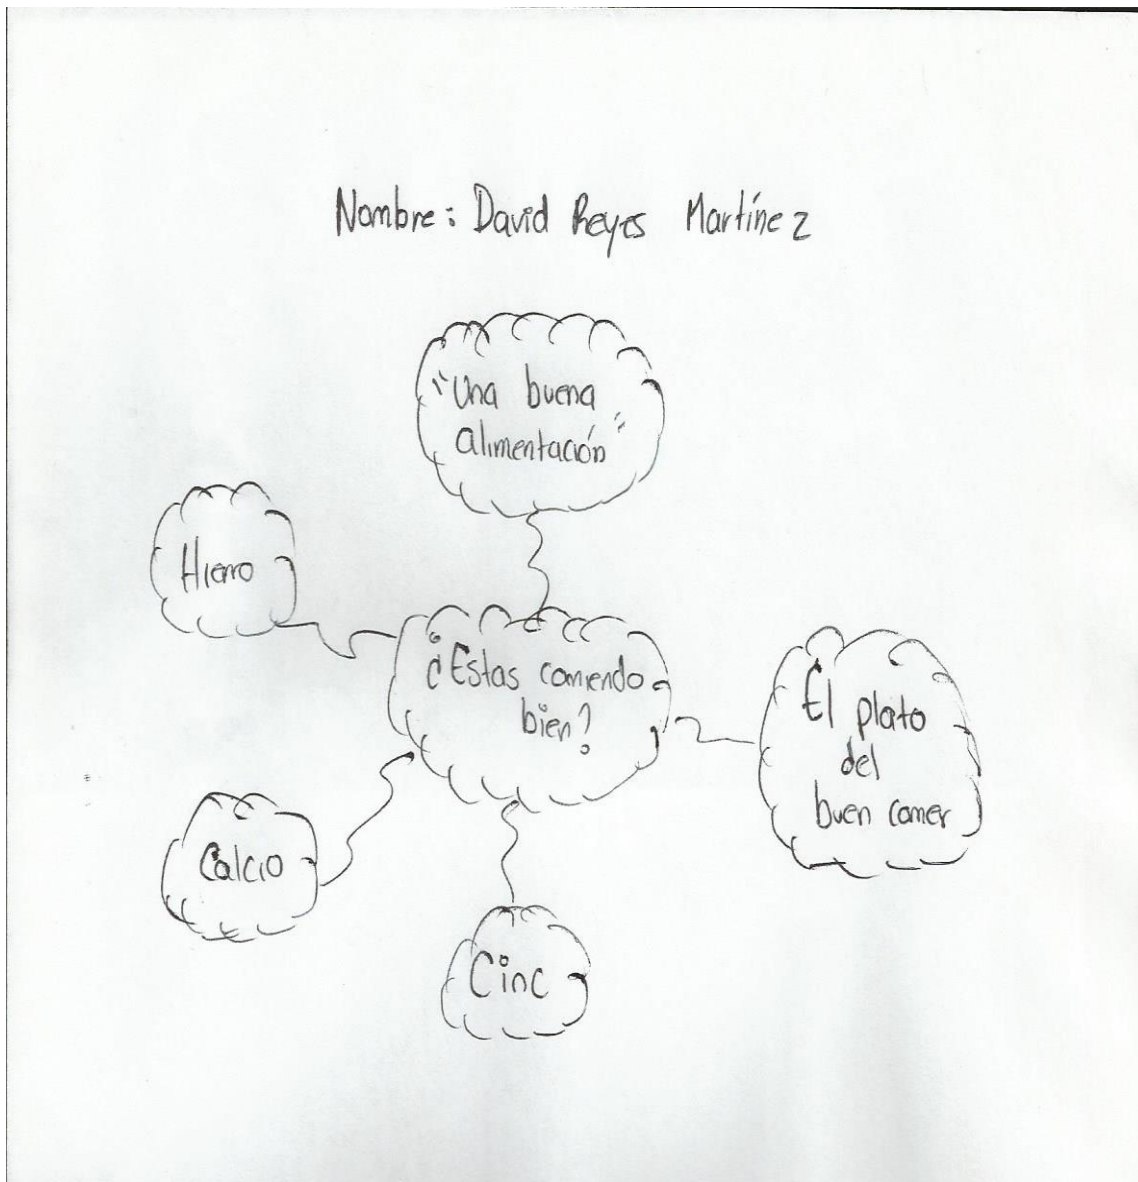 Nombre: David Reyes Martínez
"Una buena
alimentación"
Hierro
¿Estas comiendo
bien?
El plato
del
buen comer
Calcio
Cinc